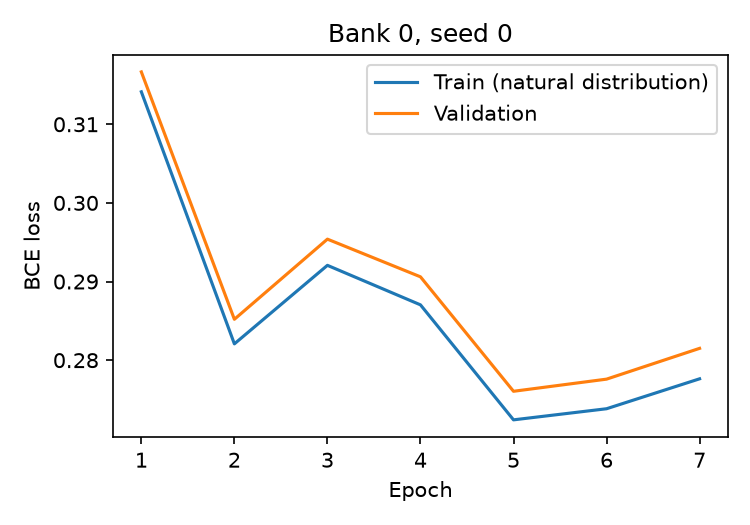 Bank 0, seed 0
Train (natural distribution)
Validation
0.31
0.30
0.29
0.28
BCE loss
1 2 3 4 5 6 7
Epoch